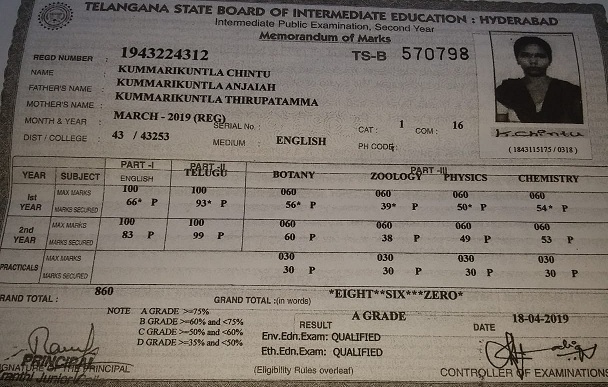 TELANGANA STATE BOARD OF INTERMEDIATE EDUCATION : HYDERABAD
Intermediate Public Examination, Second Year
Memorandum of Marks
REGD NUMBER : 1943224312 TS-B 570798
NAME : KUMMARIKUNTLA CHINTU
FATHER'S NAME : KUMMARIKUNTLA ANJAIAH
MOTHER'S NAME : KUMMARIKUNTLA THIRUPATAMMA
MONTH & YEAR : MARCH - 2019 (REG) SERIAL No. :
CAT : 1 COM : 16
K.Chintu
DIST / COLLEGE : 43 / 43253 MEDIUM : ENGLISH PH CODE :
( 1843115175 / 0318 )
PART -I PART -II PART -III
YEAR SUBJECT ENGLISH TELUGU BOTANY ZOOLOGY PHYSICS CHEMISTRY
1st YEAR MAX MARKS 100 100 060 060 060 060
MARKS SECURED 66* P 93* P 56* P 39* P 50* P 54* P
2nd YEAR MAX MARKS 100 100 060 060 060 060
MARKS SECURED 83 P 99 P 60 P 38 P 49 P 53 P
PRACTICALS MAX MARKS 030 030 030 030
MARKS SECURED 30 P 30 P 30 P 30 P
RAND TOTAL : 860 GRAND TOTAL :(in words) *EIGHT**SIX***ZERO*
NOTE A GRADE >=75%
B GRADE >=60% and <75%
C GRADE >=50% and <60%
D GRADE >=35% and <50%
RESULT A GRADE DATE 18-04-2019
Env.Edn.Exam: QUALIFIED
Eth.Edn.Exam: QUALIFIED
(Eligibility Rules overleaf)
PRINCIPAL
GNATURE OF THE PRINCIPAL
Junior
CONTROLLER OF EXAMINATIONS